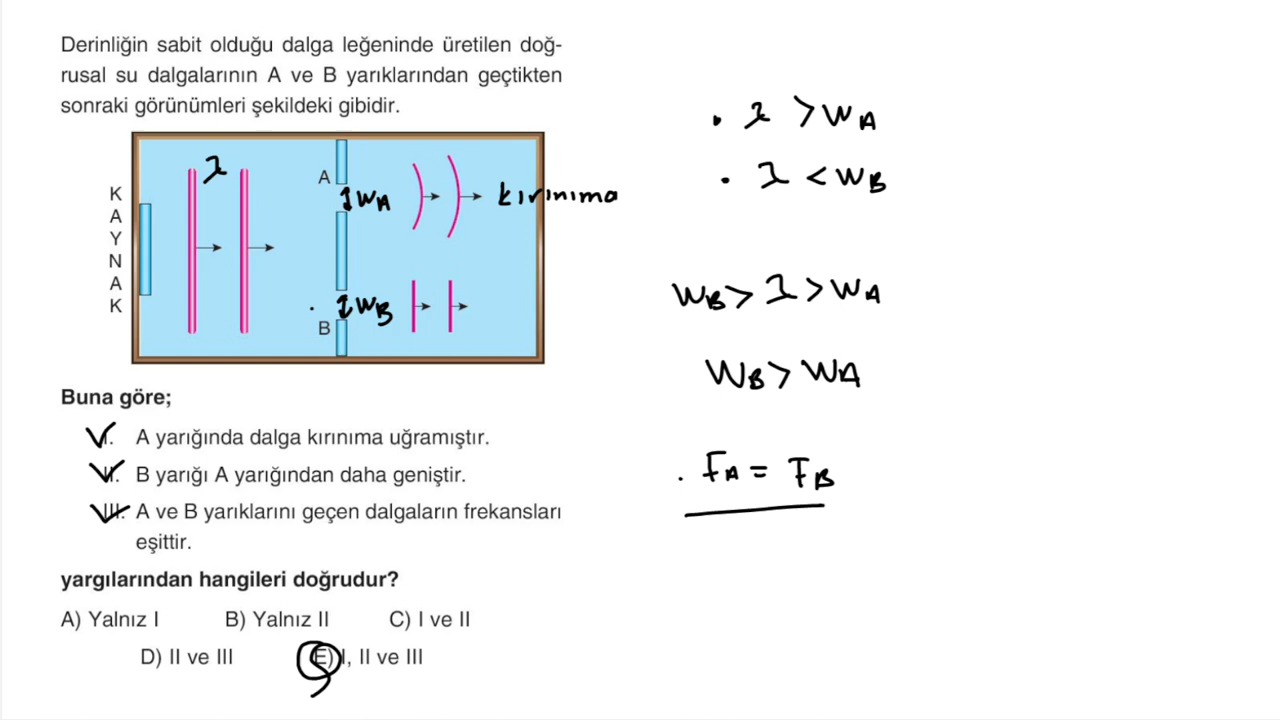 Derinliğin sabit olduğu dalga leğeninde üretilen doğ-
rusal su dalgalarının A ve B yarıklarından geçtikten
sonraki görünümleri şekildeki gibidir.
KAYNAK
λ
A
WA
kırınıma
WB
B
Buna göre;
I. A yarığında dalga kırınıma uğramıştır.
II. B yarığı A yarığından daha geniştir.
III. A ve B yarıklarını geçen dalgaların frekansları
eşittir.
yargılarından hangileri doğrudur?
A) Yalnız I B) Yalnız II C) I ve II
D) II ve III E) I, II ve III
. λ > WA
. λ < WB
WB > λ > WA
WB > WA
. FA = FB